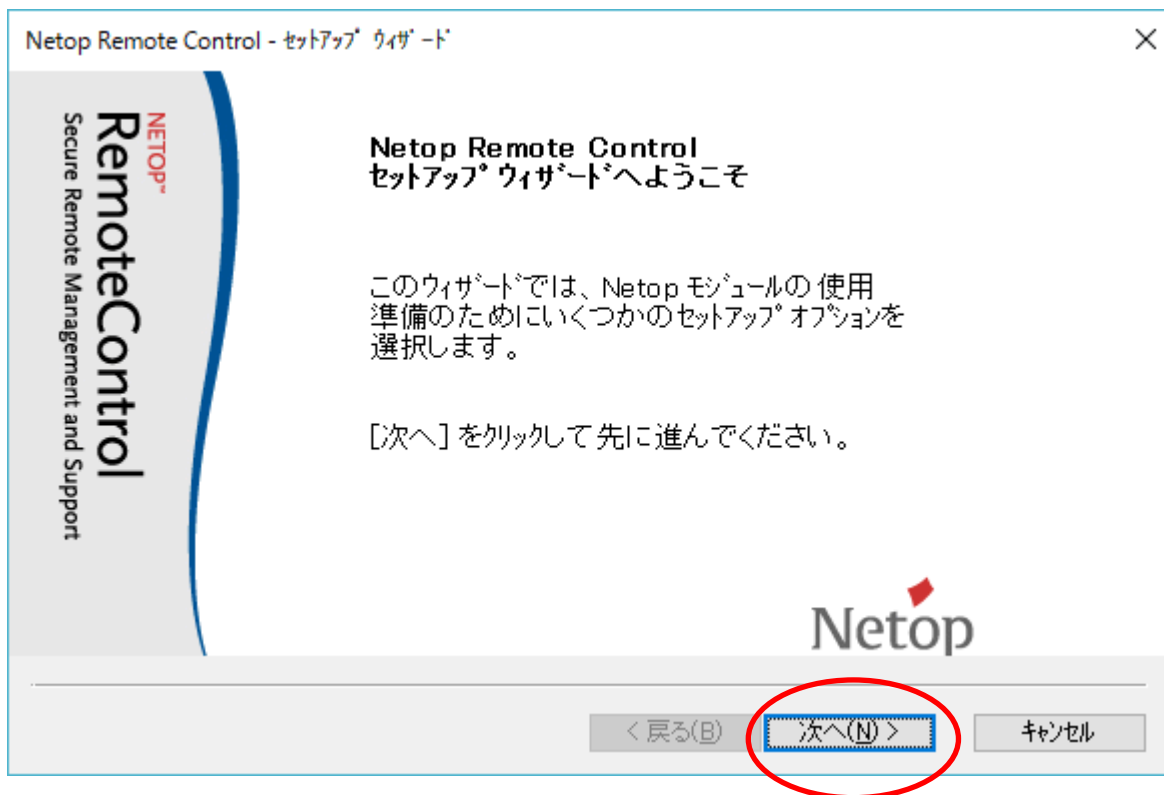 Netop Remote Control - ｾｯﾄｱｯﾌﾟ ｳｨｻﾞｰﾄﾞ
NETOP™
RemoteControl
Secure Remote Management and Support
Netop Remote Control
ｾｯﾄｱｯﾌﾟ ｳｨｻﾞｰﾄﾞへようこそ
このｳｨｻﾞｰﾄﾞでは、Netop ﾓｼﾞｭｰﾙの 使用
準備のためにいくつかのｾｯﾄｱｯﾌﾟ ｵﾌﾟｼｮﾝを
選択します。
[次へ] をｸﾘｯｸして 先に進んでください。
Netop
< 戻る(B)
次へ(N) >
ｷｬﾝｾﾙ